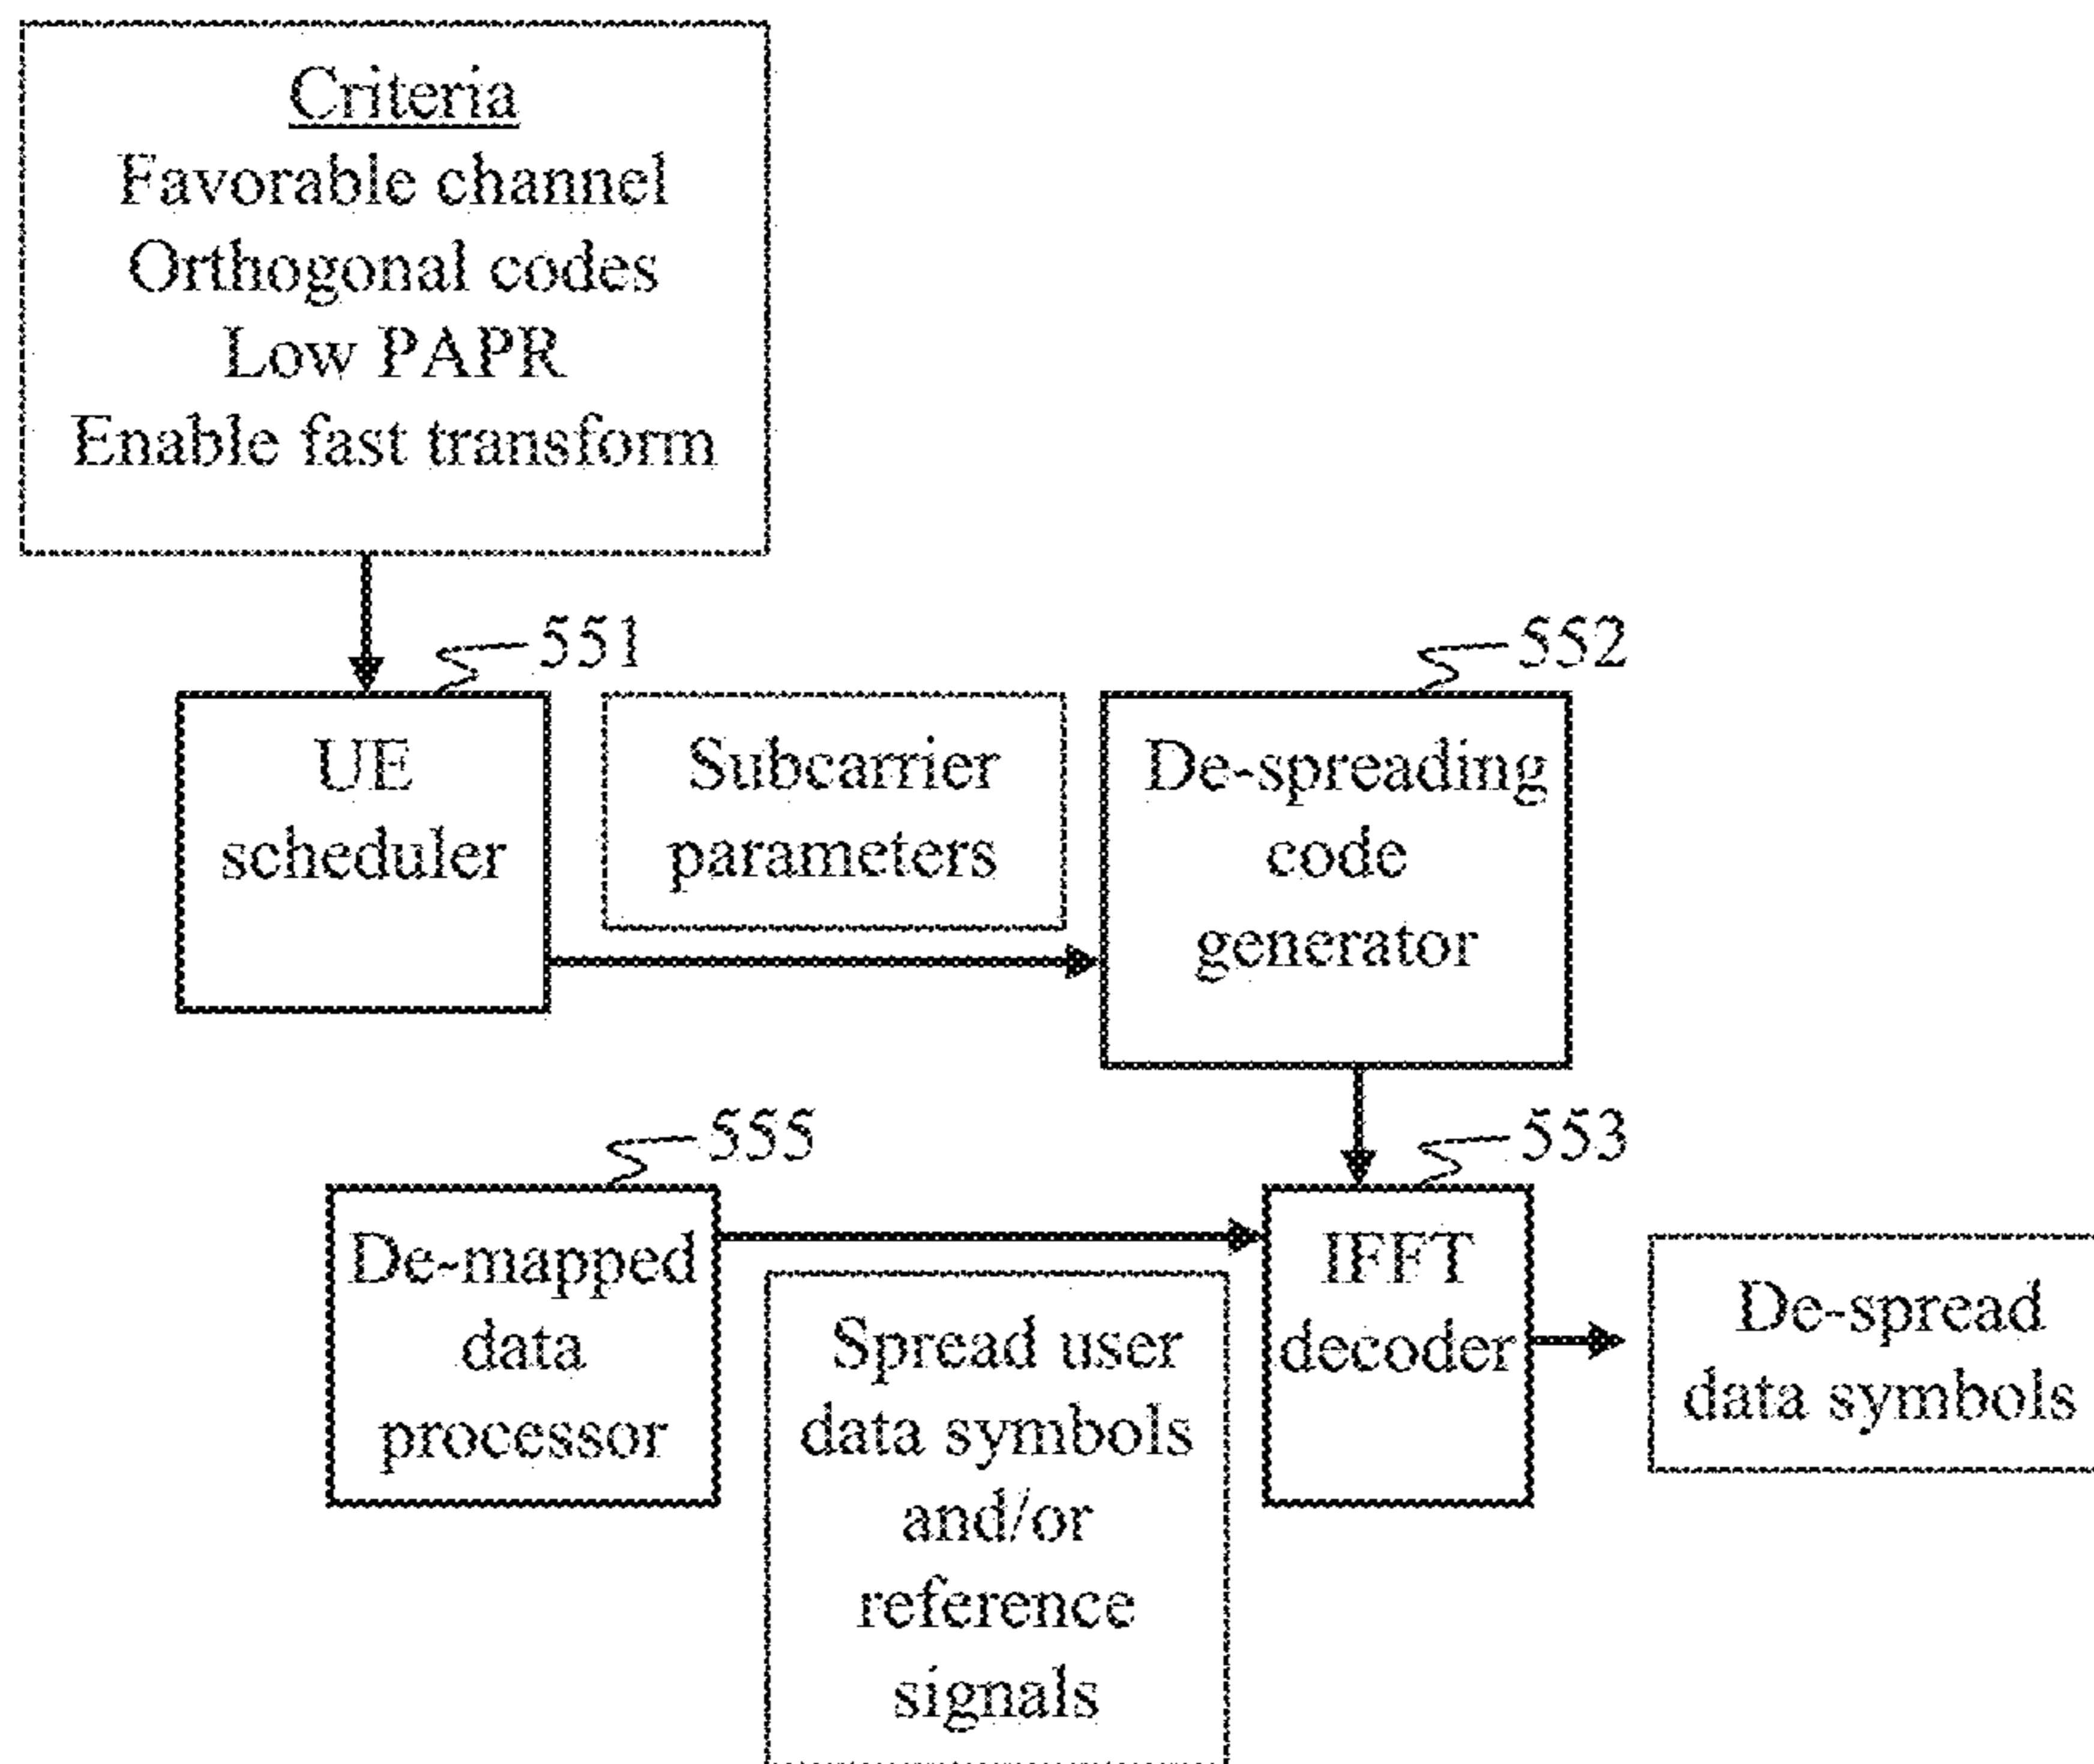 Criteria
Favorable channel
Orthogonal codes
Low PAPR
Enable fast transform
551
552
UE
scheduler
Subcarrier
parameters
De-spreading
code
generator
555
553
De-mapped
data
processor
Spread user
data symbols
and/or
reference
signals
IFFT
decoder
De-spread
data symbols